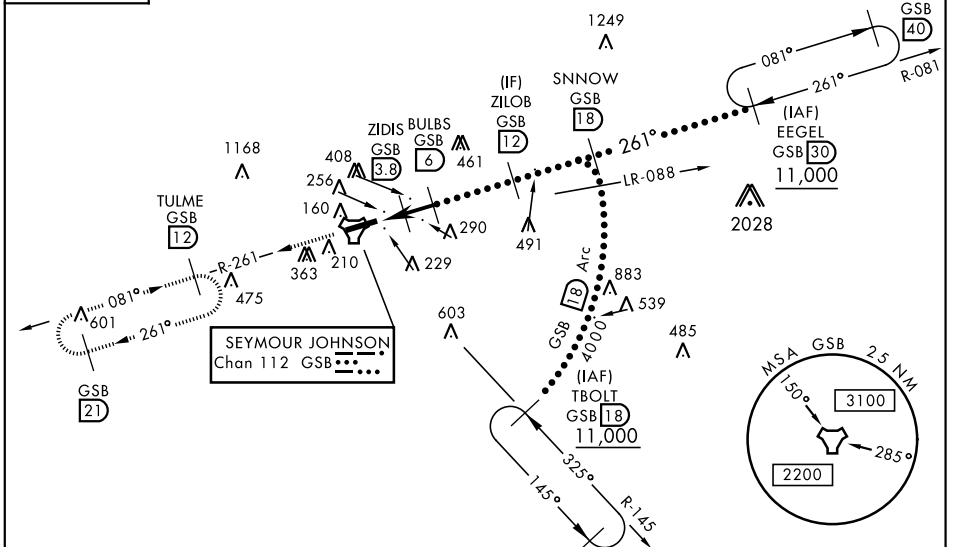 1249
GSB
40
081°
261°
R-081
(IF)
ZILOB
GSB
12
SNNOW
GSB
18
(IAF)
EEGEL
GSB 30
11,000
261°
LR-088
2028
ZIDIS
GSB
3.8
BULBS
GSB
6
461
1168
408
256
160
290
491
229
210
363
TULME
GSB
12
R-261
475
081°
601
261°
GSB
21
SEYMOUR JOHNSON
Chan 112 GSB
603
GSB 18 Arc
4000
883
539
485
(IAF)
TBOLT
GSB 18
11,000
325°
145°
R-145
MSA GSB 25 NM
150°
3100
285°
2200